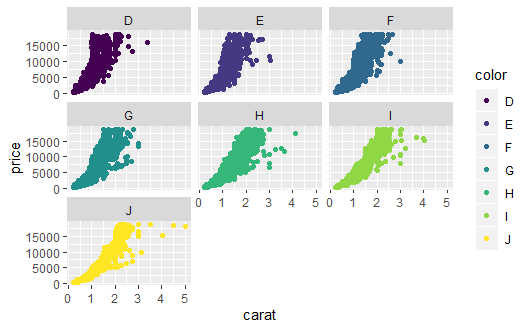 D E F
15000
10000
5000
0
G H I
15000
10000
5000
0
0 1 2 3 4 5 0 1 2 3 4 5
J
15000
10000
5000
0
0 1 2 3 4 5
carat
price
color
D
E
F
G
H
I
J